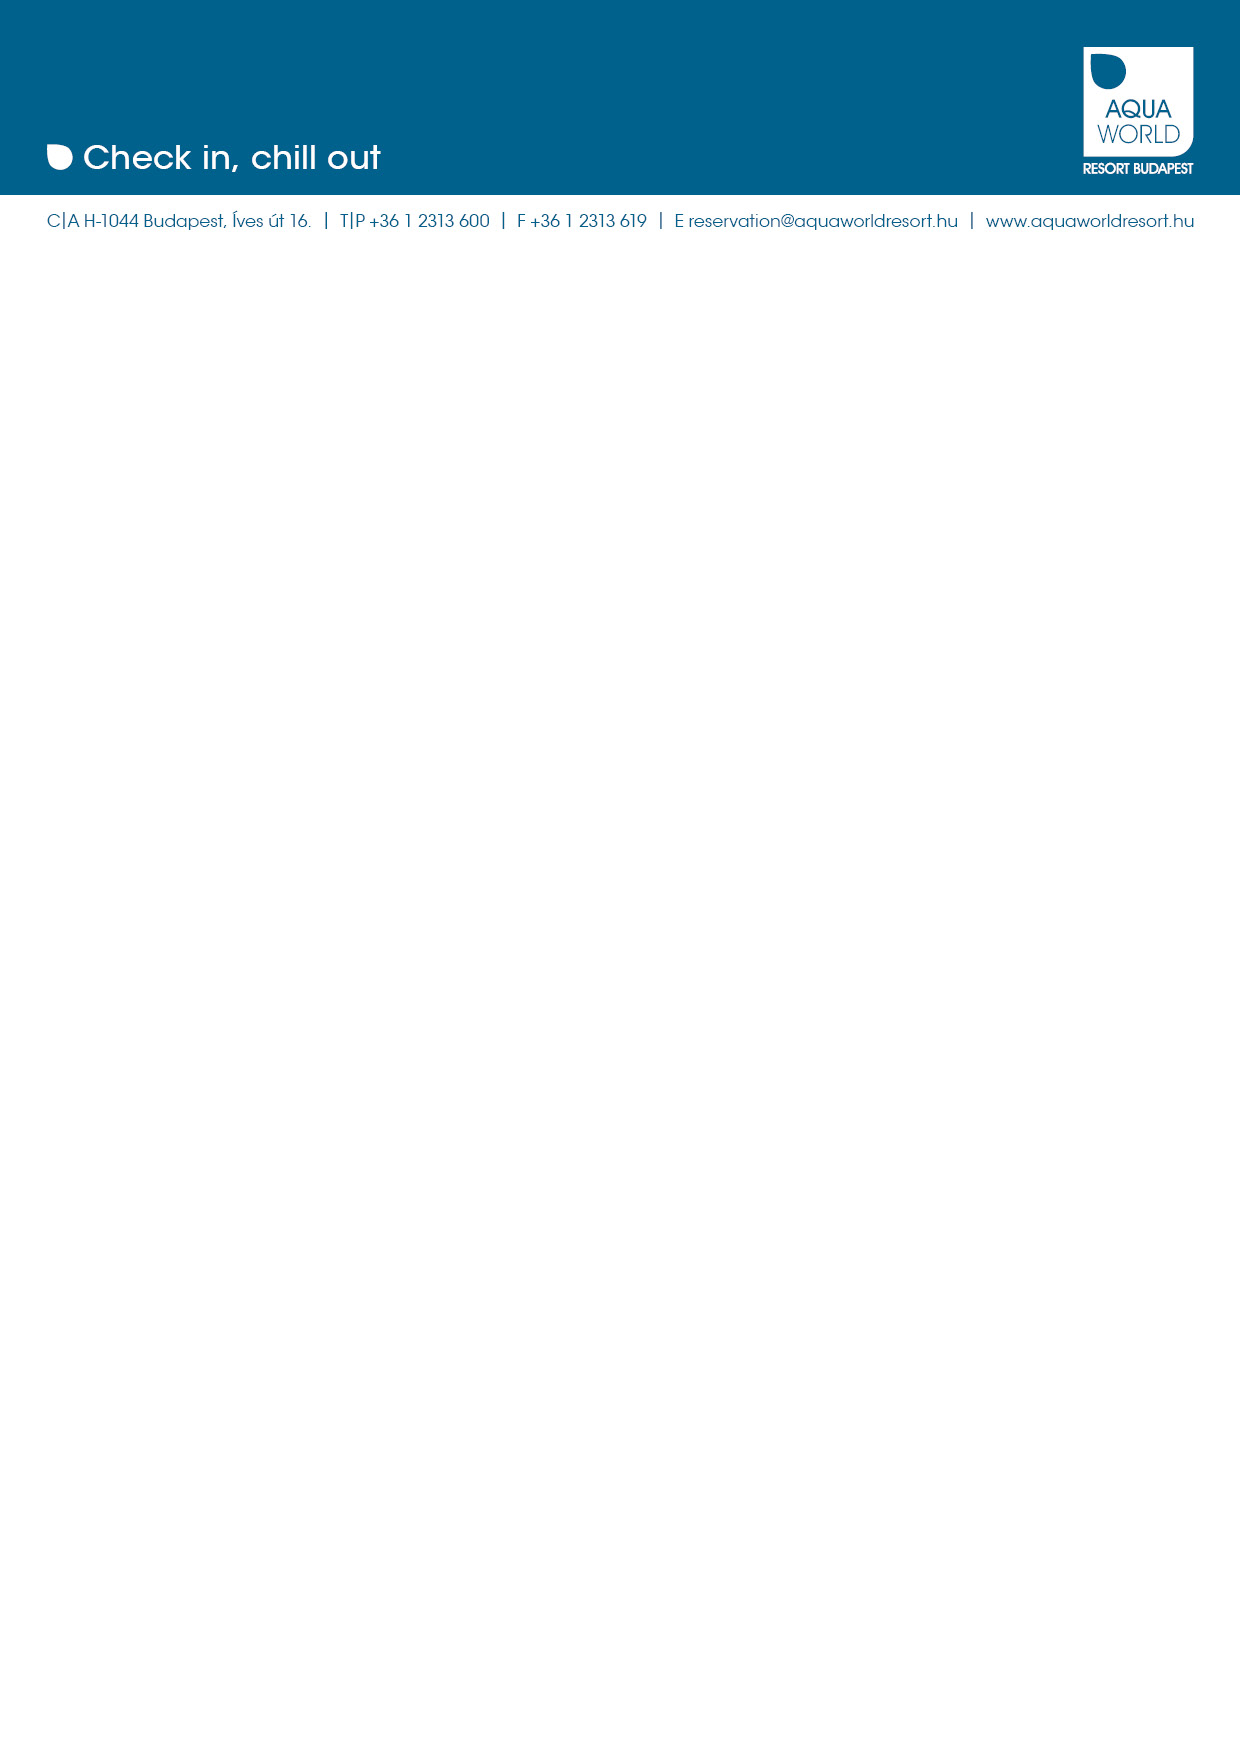 AQUA
WORLD
RESORT BUDAPEST
Check in, chill out
C|A H-1044 Budapest, Íves út 16. | T|P +36 1 2313 600 | F +36 1 2313 619 | E reservation@aquaworldresort.hu | www.aquaworldresort.hu